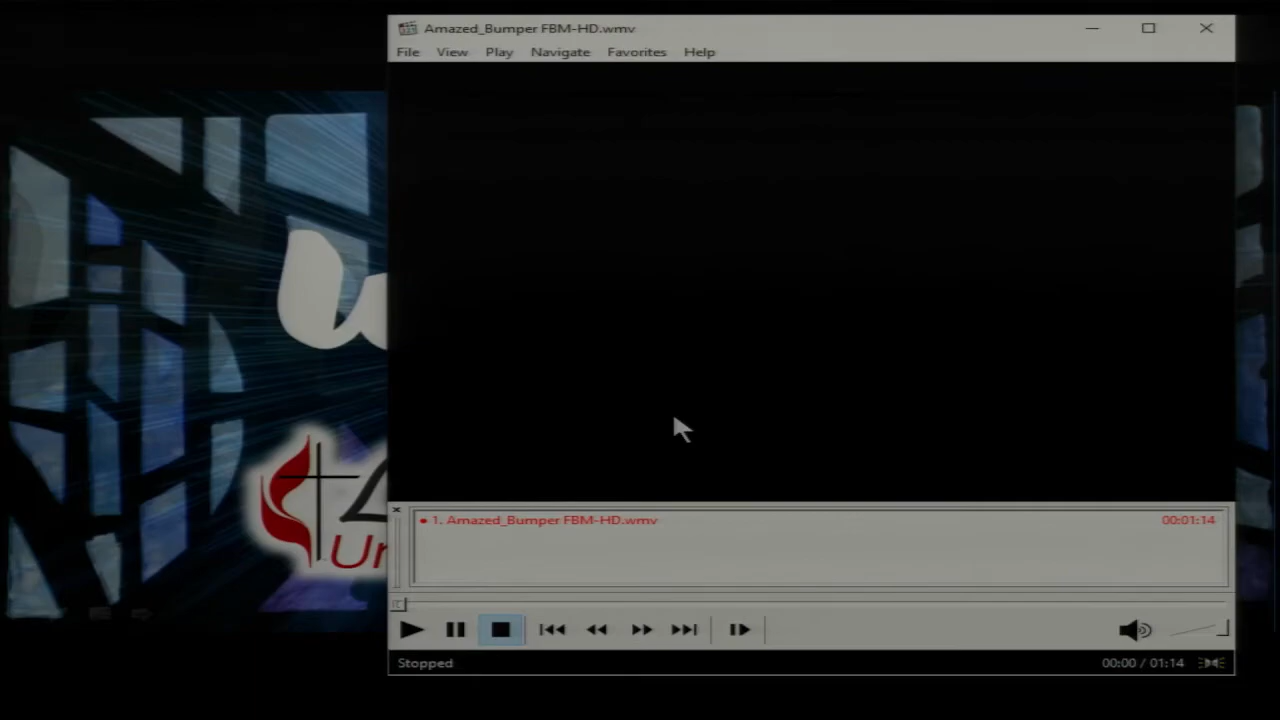 Amazed_Bumper FBM-HD.wmv
File View Play Navigate Favorites Help
• 1. Amazed_Bumper FBM-HD.wmv 00:01:14
Stopped 00:00 / 01:14